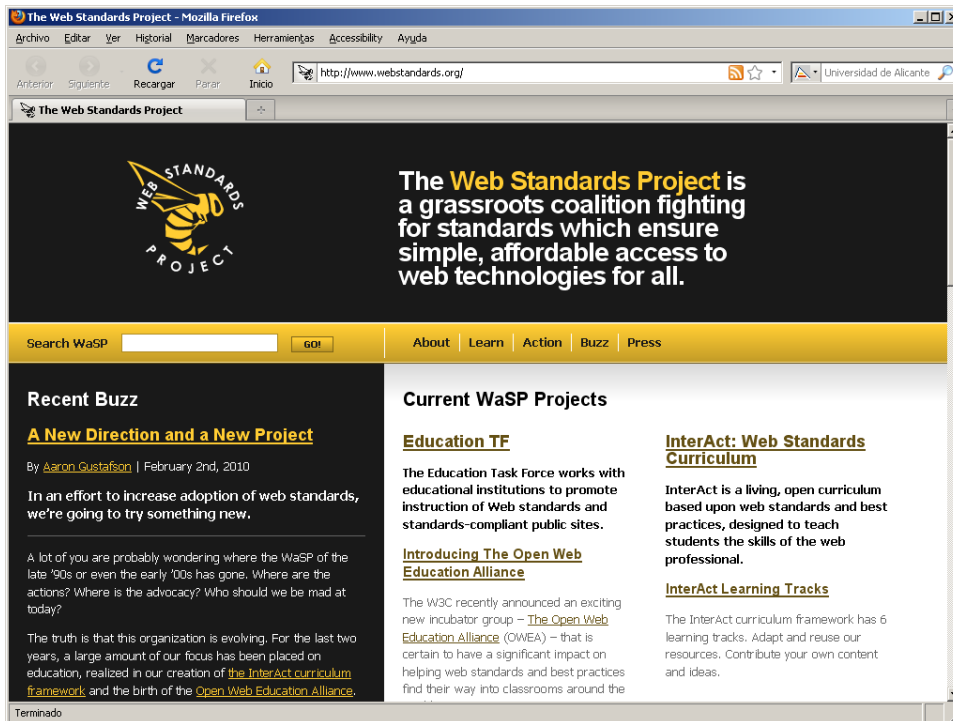 The Web Standards Project - Mozilla Firefox
Archivo Editar Ver Historial Marcadores Herramientas Accessibility Ayuda
Anterior Siguiente Recargar Parar Inicio http://www.webstandards.org/ Universidad de Alicante
The Web Standards Project
WEB STANDARDS PROJECT
The Web Standards Project is
a grassroots coalition fighting
for standards which ensure
simple, affordable access to
web technologies for all.
Search WaSP GO! About Learn Action Buzz Press
Recent Buzz
A New Direction and a New Project
By Aaron Gustafson | February 2nd, 2010
In an effort to increase adoption of web standards,
we're going to try something new.
A lot of you are probably wondering where the WaSP of the
late '90s or even the early '00s has gone. Where are the
actions? Where is the advocacy? Who should we be mad at
today?
The truth is that this organization is evolving. For the last two
years, a large amount of our focus has been placed on
education, realized in our creation of the InterAct curriculum
framework and the birth of the Open Web Education Alliance.
Current WaSP Projects
Education TF
The Education Task Force works with
educational institutions to promote
instruction of Web standards and
standards-compliant public sites.
Introducing The Open Web
Education Alliance
The W3C recently announced an exciting
new incubator group – The Open Web
Education Alliance (OWEA) – that is
certain to have a significant impact on
helping web standards and best practices
find their way into classrooms around the
InterAct: Web Standards
Curriculum
InterAct is a living, open curriculum
based upon web standards and best
practices, designed to teach
students the skills of the web
professional.
InterAct Learning Tracks
The InterAct curriculum framework has 6
learning tracks. Adapt and reuse our
resources. Contribute your own content
and ideas.
Terminado